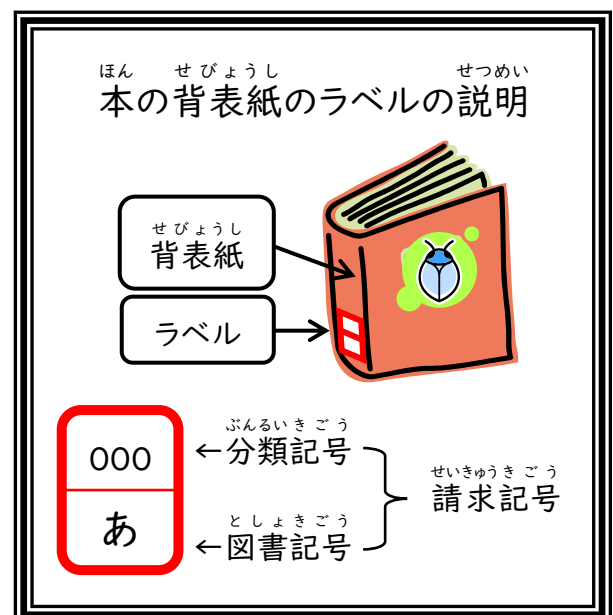 ほん せびょうし せつめい
本の背表紙のラベルの説明
せびょうし
背表紙
ラベル
000
ぶんるいきごう
←分類記号
せいきゅうきごう
請求記号
あ
としょきごう
←図書記号